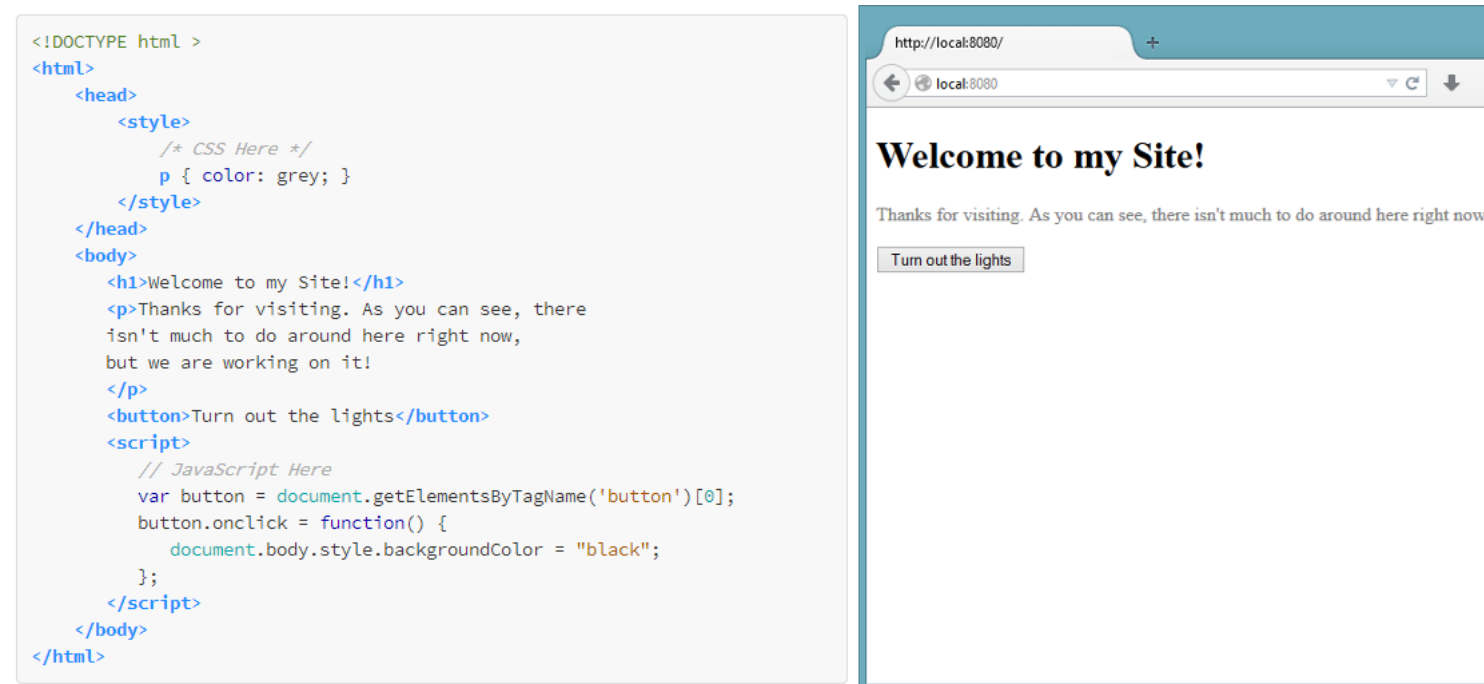 <!DOCTYPE html >
<html>
<head>
<style>
/* CSS Here */
p { color: grey; }
</style>
</head>
<body>
<h1>Welcome to my Site!</h1>
<p>Thanks for visiting. As you can see, there
isn't much to do around here right now,
but we are working on it!
</p>
<button>Turn out the lights</button>
<script>
// JavaScript Here
var button = document.getElementsByTagName('button')[0];
button.onclick = function() {
document.body.style.backgroundColor = "black";
};
</script>
</body>
</html>
http://local:8080/
local:8080
Welcome to my Site!
Thanks for visiting. As you can see, there isn't much to do around here right now
Turn out the lights